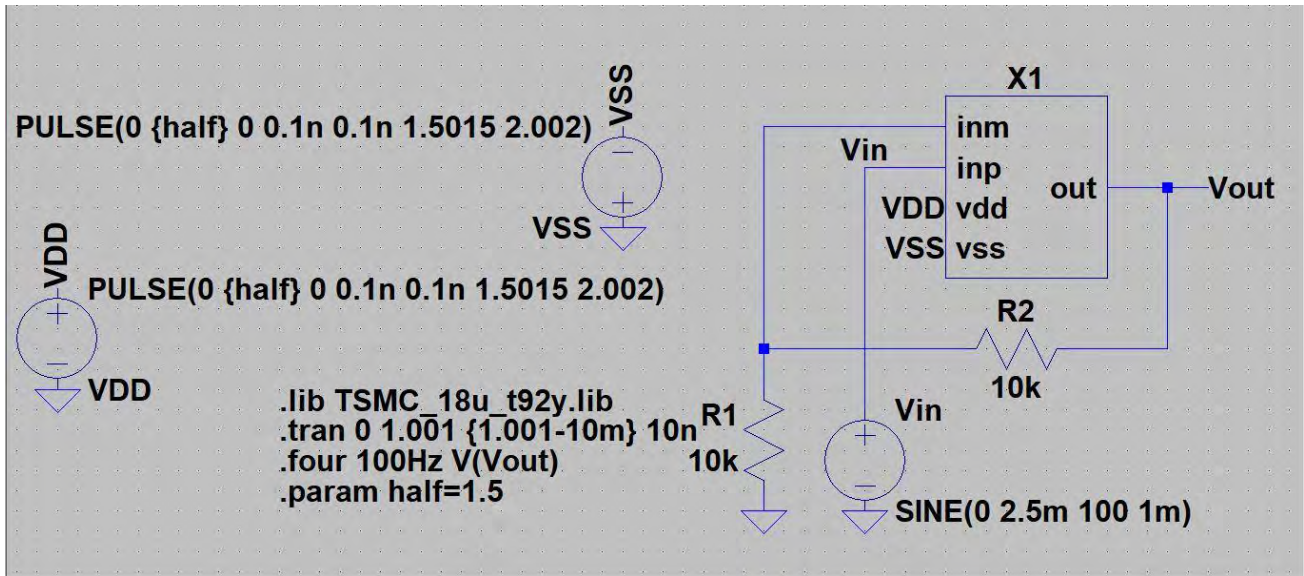 VSS
PULSE(0 {half} 0 0.1n 0.1n 1.5015 2.002)
VSS
VDD
PULSE(0 {half} 0 0.1n 0.1n 1.5015 2.002)
VDD
.lib TSMC_18u_t92y.lib
.tran 0 1.001 {1.001-10m} 10n
.four 100Hz V(Vout)
.param half=1.5
X1
inm
Vin
inp
VDD vdd
VSS vss
out
Vout
R2
10k
R1
10k
Vin
SINE(0 2.5m 100 1m)